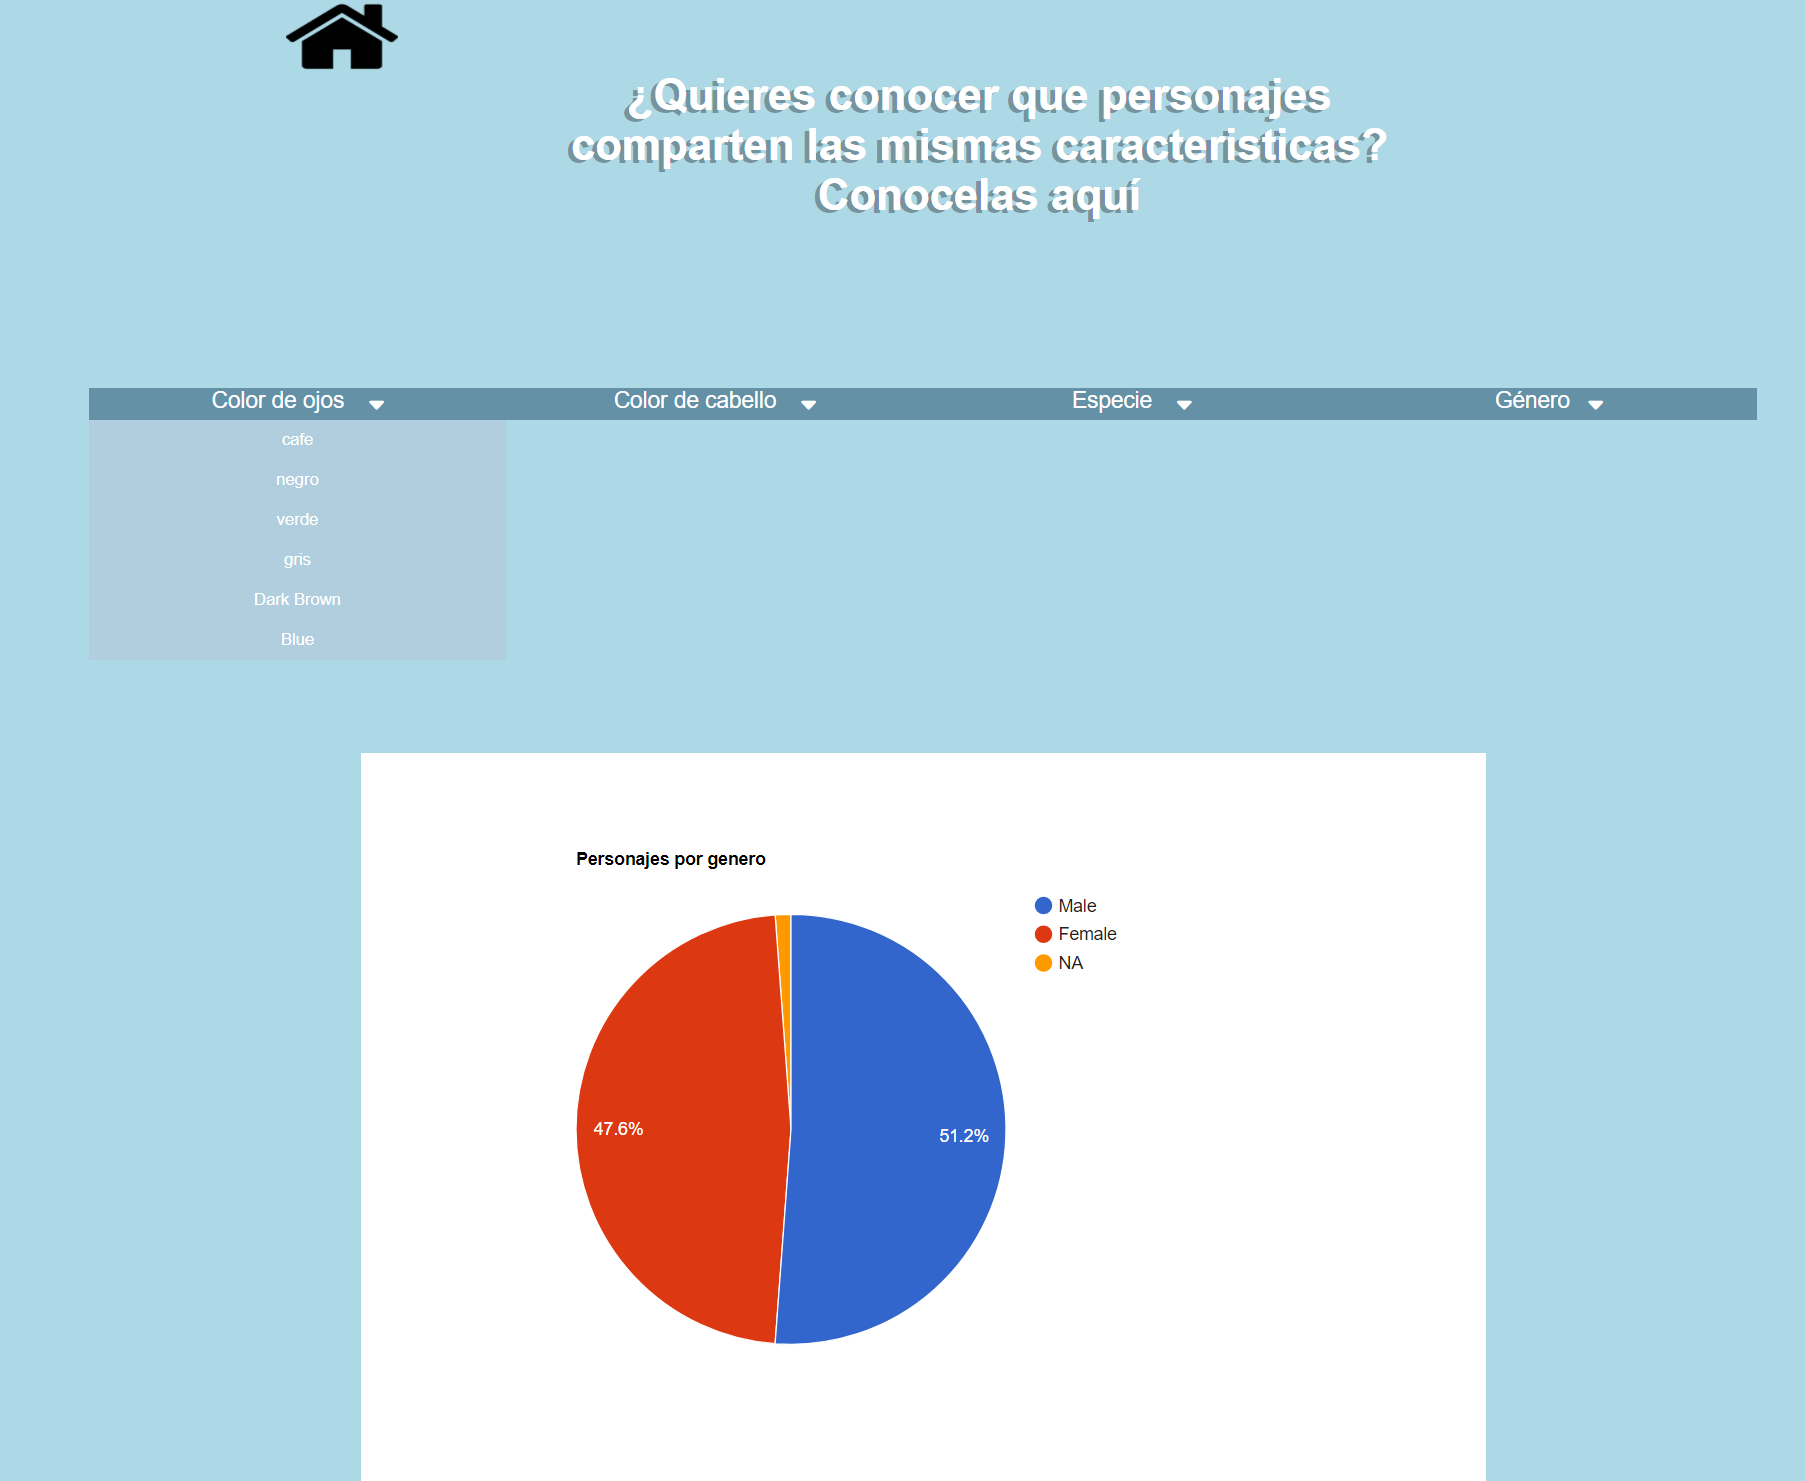 ¿Quieres conocer que personajes
comparten las mismas caracteristicas?
Conocelas aquí
Color de ojos
Color de cabello
Especie
Género
cafe
negro
verde
gris
Dark Brown
Blue
Personajes por genero
Male
Female
NA
47.6%
51.2%